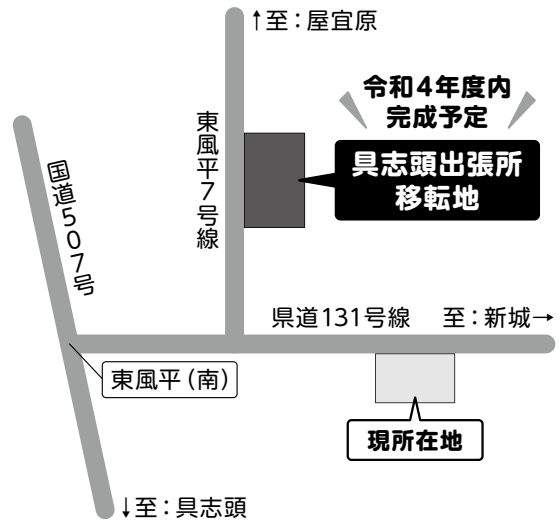 ↑至：屋宜原
令和4年度内
完成予定
具志頭出張所
移転地
東風平7号線
国道507号
県道131号線
至：新城→
東風平（南）
現所在地
↓至：具志頭